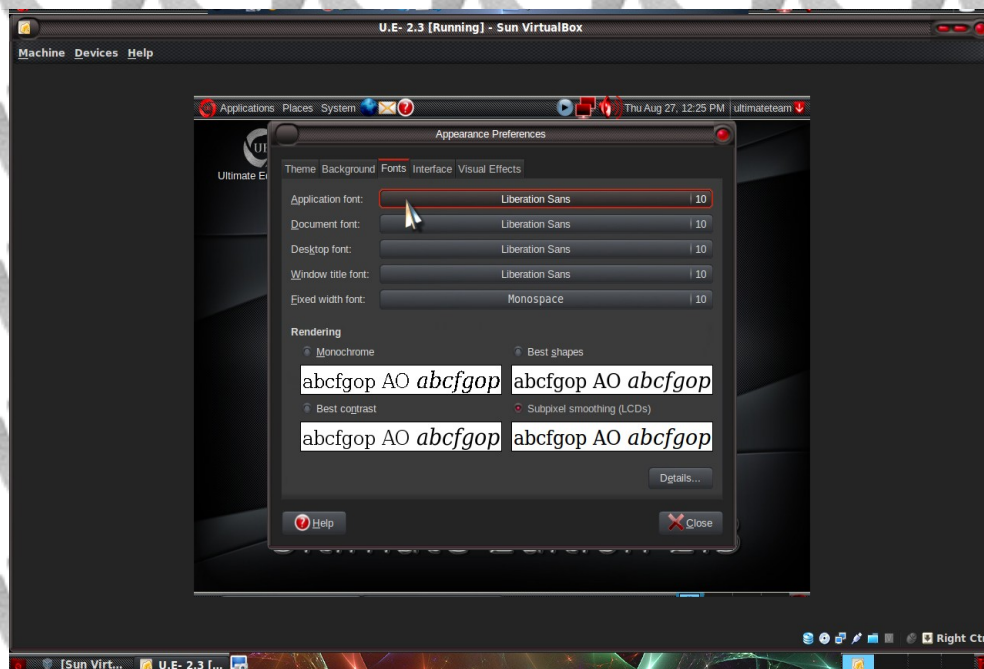 U.E- 2.3 [Running] - Sun VirtualBox
Machine Devices Help
Applications Places System Thu Aug 27, 12:25 PM ultimateteam
Appearance Preferences
Theme Background Fonts Interface Visual Effects
Application font: Liberation Sans 10
Document font: Liberation Sans 10
Desktop font: Liberation Sans 10
Window title font: Liberation Sans 10
Fixed width font: Monospace 10
Rendering
Monochrome Best shapes
abcfgop AO abcfgop abcfgop AO abcfgop
Best contrast Subpixel smoothing (LCDs)
abcfgop AO abcfgop abcfgop AO abcfgop
Details...
Help Close
Right Ctr
[Sun Virt... U.E- 2.3 [...